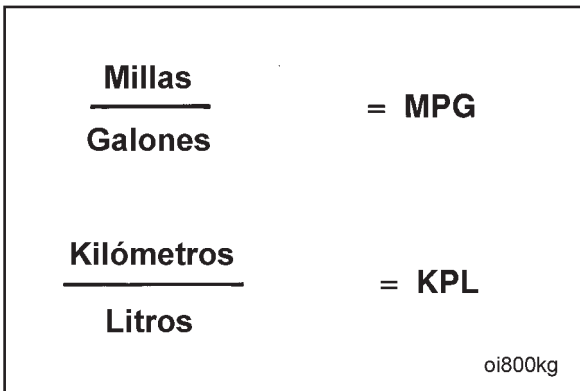 Millas
= MPG
Galones
Kilómetros
= KPL
Litros
oi800kg